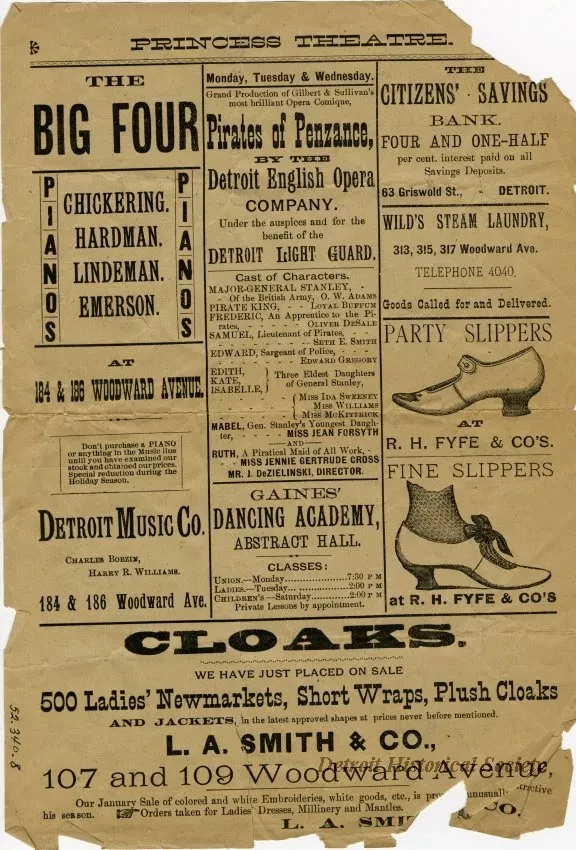 PRINCESS THEATRE.
THE
BIG FOUR
PIANOS
CHICKERING.
HARDMAN.
LINDEMAN.
EMERSON.
PIANOS
AT
184 & 186 WOODWARD AVENUE.
Don't purchase a PIANO
or anything in the Music line
until you have examined our
stock and obtained our prices.
Special reduction during the
Holiday Season.
DETROIT MUSIC CO.
CHARLES BOBZIN,
HARRY R. WILLIAMS.
184 & 186 Woodward Ave.
Monday, Tuesday & Wednesday.
Grand Production of Gilbert & Sullivan's
most brilliant Opera Comique,
Pirates of Penzance,
BY THE
Detroit English Opera
COMPANY.
Under the auspices and for the
benefit of the
DETROIT LIGHT GUARD.
Cast of Characters.
MAJOR-GENERAL STANLEY, -
- Of the British Army, O. W. ADAMS
PIRATE KING, - - LOYAL BUFFUM
FREDERIC, An Apprentice to the Pi-
rates, - - - - OLIVER DESALE
SAMUEL, Lieutenant of Pirates, - -
- - - - - - SETH E. SMITH
EDWARD, Sargeant of Police, - - -
- - - - - EDWARD GREGORY
EDITH,
KATE,
ISABELLE,
Three Eldest Daughters
of General Stanley,
MISS IDA SWEENEY
MISS WILLIAMS
MISS MCKITTRICK
MABEL, Gen. Stanley's Youngest Daugh-
ter, - - - MISS JEAN FORSYTH
—AND—
RUTH, A Piratical Maid of All Work, -
- - MISS JENNIE GERTRUDE CROSS
MR. J. DEZIELINSKI, DIRECTOR.
GAINES'
DANCING ACADEMY,
ABSTRACT HALL.
CLASSES:
UNION.—Monday......................7:30 P M
LADIES.—Tuesday......................2:00 P M
CHILDREN'S—Saturday................2:00 P M
Private Lessons by appointment.
THE
CITIZENS' SAVINGS
BANK.
FOUR AND ONE-HALF
per cent. interest paid on all
Savings Deposits.
63 Griswold St., - DETROIT.
WILD'S STEAM LAUNDRY,
313, 315, 317 Woodward Ave.
TELEPHONE 4040.
Goods Called for and Delivered.
PARTY SLIPPERS
AT
R. H. FYFE & CO'S.
FINE SLIPPERS
at R. H. FYFE & CO'S
CLOAKS.
WE HAVE JUST PLACED ON SALE
500 Ladies' Newmarkets, Short Wraps, Plush Cloaks
AND JACKETS, in the latest approved shapes at prices never before mentioned.
L. A. SMITH & CO.,
107 and 109 Woodward Avenue,
Detroit Historical Society
Our January Sale of colored and white Embroideries, white goods, etc., is
his season. ☞ Orders taken for Ladies' Dresses, Millinery and Mantles.
L. A.
52.340.8